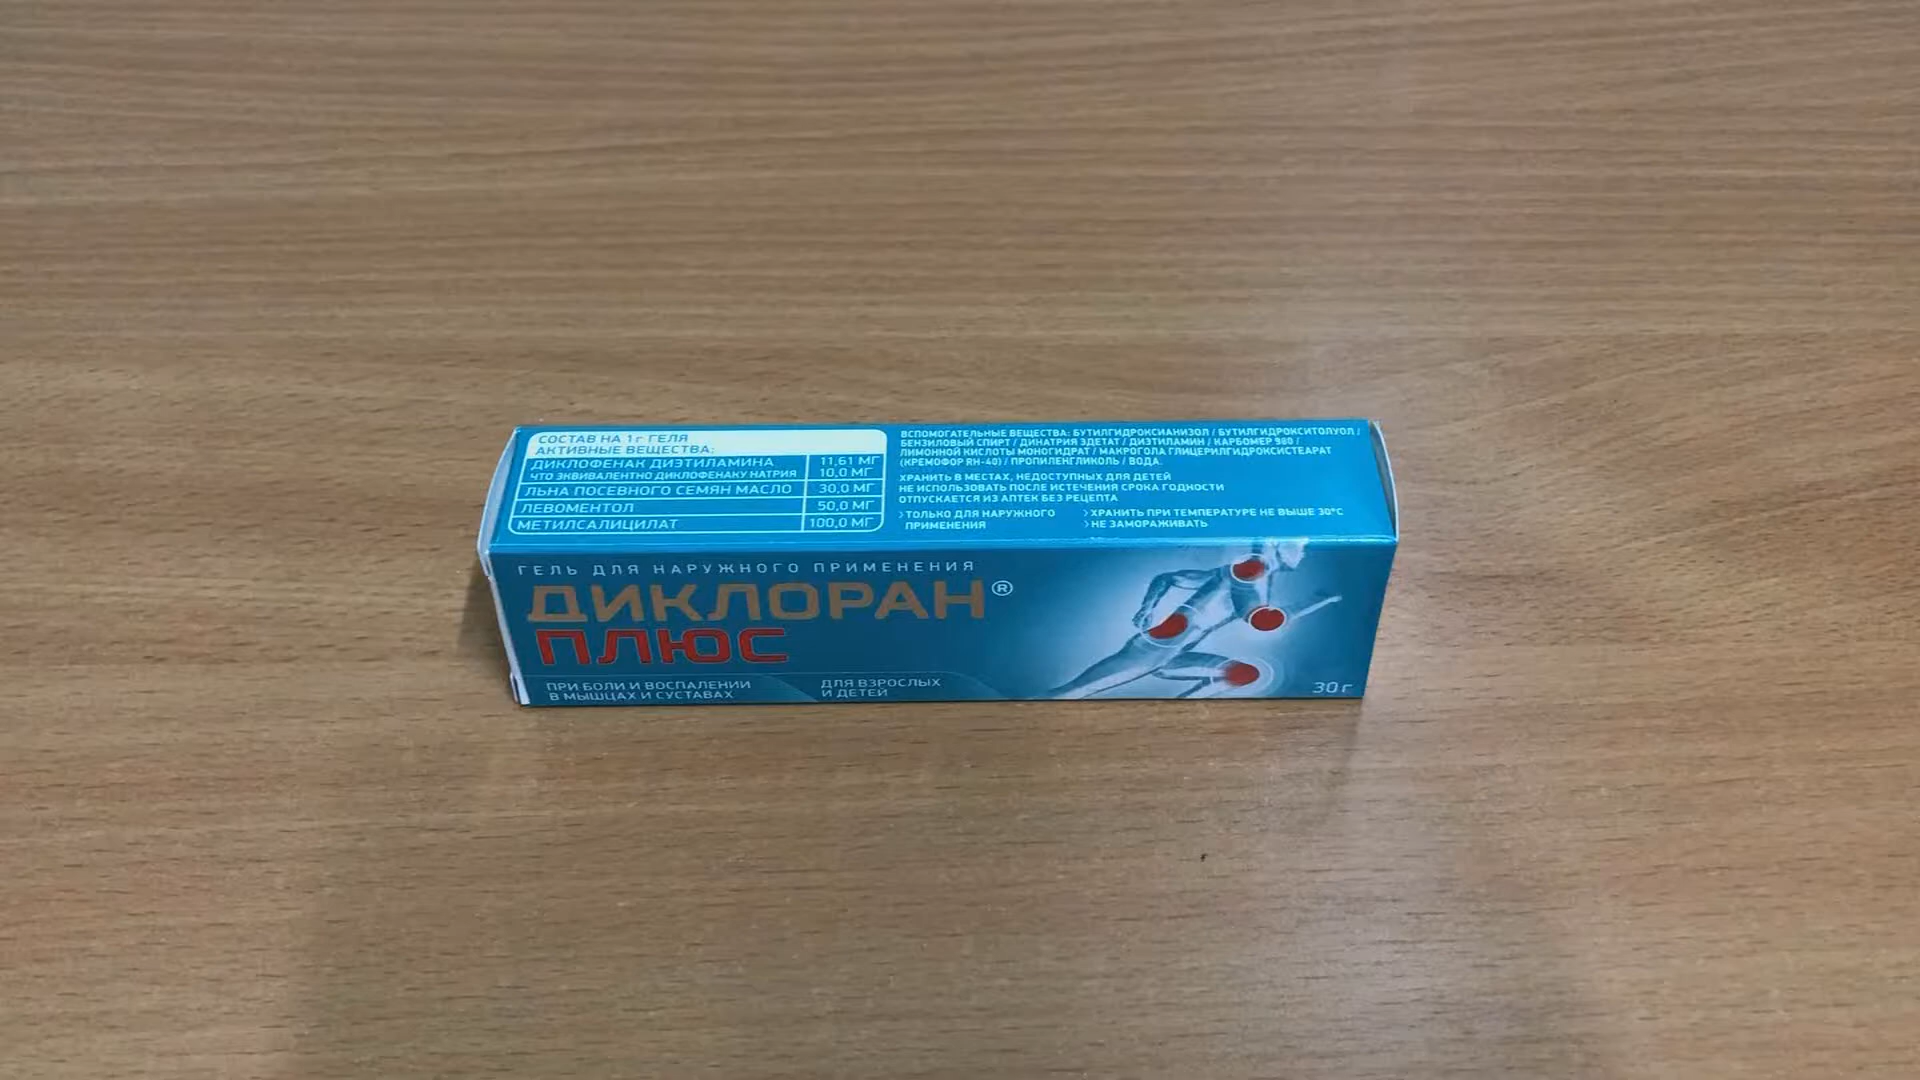 СОСТАВ НА 1 г ГЕЛЯ
АКТИВНЫЕ ВЕЩЕСТВА:
ДИКЛОФЕНАК ДИЭТИЛАМИНА 11,61 МГ
ЧТО ЭКВИВАЛЕНТНО ДИКЛОФЕНАКУ НАТРИЯ 10,0 МГ
ЛЬНА ПОСЕВНОГО СЕМЯН МАСЛО 30,0 МГ
ЛЕВОМЕНТОЛ 50,0 МГ
МЕТИЛСАЛИЦИЛАТ 100,0 МГ
ВСПОМОГАТЕЛЬНЫЕ ВЕЩЕСТВА: БУТИЛГИДРОКСИАНИЗОЛ / БУТИЛГИДРОКСИТОЛУОЛ /
БЕНЗИЛОВЫЙ СПИРТ / ДИНАТРИЯ ЭДЕТАТ / ДИЭТИЛАМИН / КАРБОМЕР 980 /
ЛИМОННОЙ КИСЛОТЫ МОНОГИДРАТ / МАКРОГОЛА ГЛИЦЕРИЛГИДРОКСИСТЕАРАТ
(КРЕМОФОР RH-40) / ПРОПИЛЕНГЛИКОЛЬ / ВОДА.
ХРАНИТЬ В МЕСТАХ, НЕДОСТУПНЫХ ДЛЯ ДЕТЕЙ
НЕ ИСПОЛЬЗОВАТЬ ПОСЛЕ ИСТЕЧЕНИЯ СРОКА ГОДНОСТИ
ОТПУСКАЕТСЯ ИЗ АПТЕК БЕЗ РЕЦЕПТА
› ТОЛЬКО ДЛЯ НАРУЖНОГО
ПРИМЕНЕНИЯ
› ХРАНИТЬ ПРИ ТЕМПЕРАТУРЕ НЕ ВЫШЕ 30°С
› НЕ ЗАМОРАЖИВАТЬ
ГЕЛЬ ДЛЯ НАРУЖНОГО ПРИМЕНЕНИЯ
ДИКЛОРАН®
ПЛЮС
ПРИ БОЛИ И ВОСПАЛЕНИИ
В МЫШЦАХ И СУСТАВАХ
ДЛЯ ВЗРОСЛЫХ
И ДЕТЕЙ
30 г